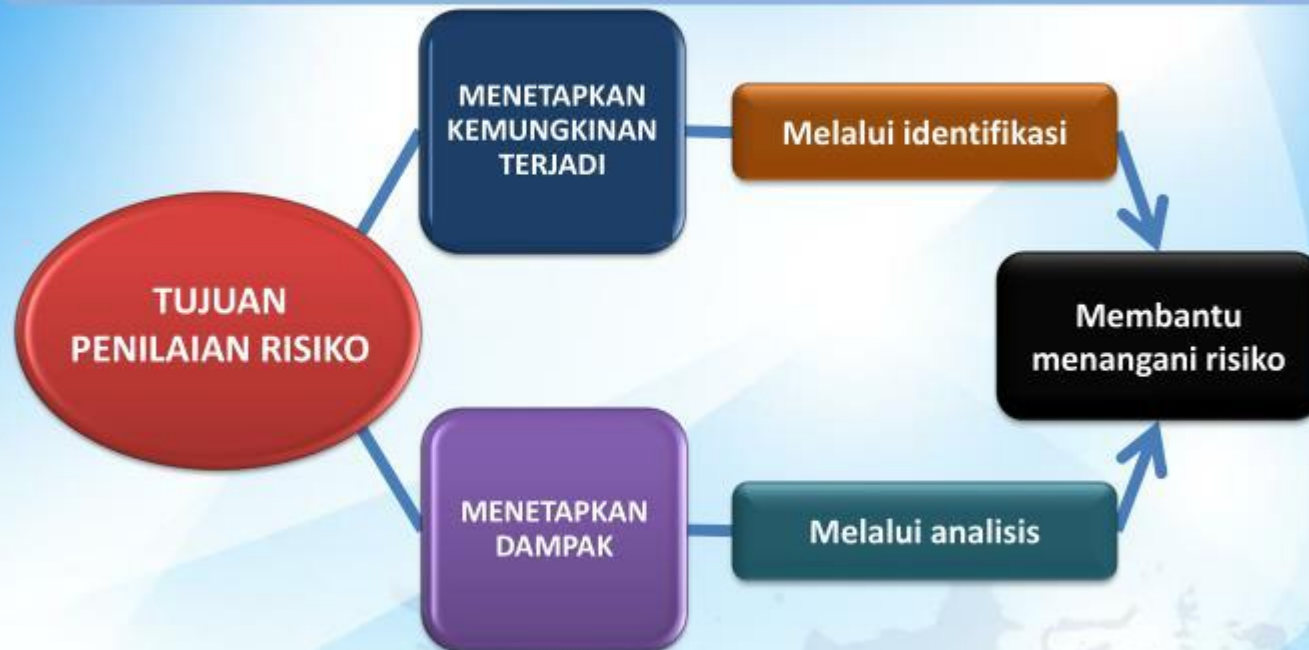 TUJUAN
PENILAIAN RISIKO
MENETAPKAN
KEMUNGKINAN
TERJADI
Melalui identifikasi
MENETAPKAN
DAMPAK
Melalui analisis
Membantu
menangani risiko